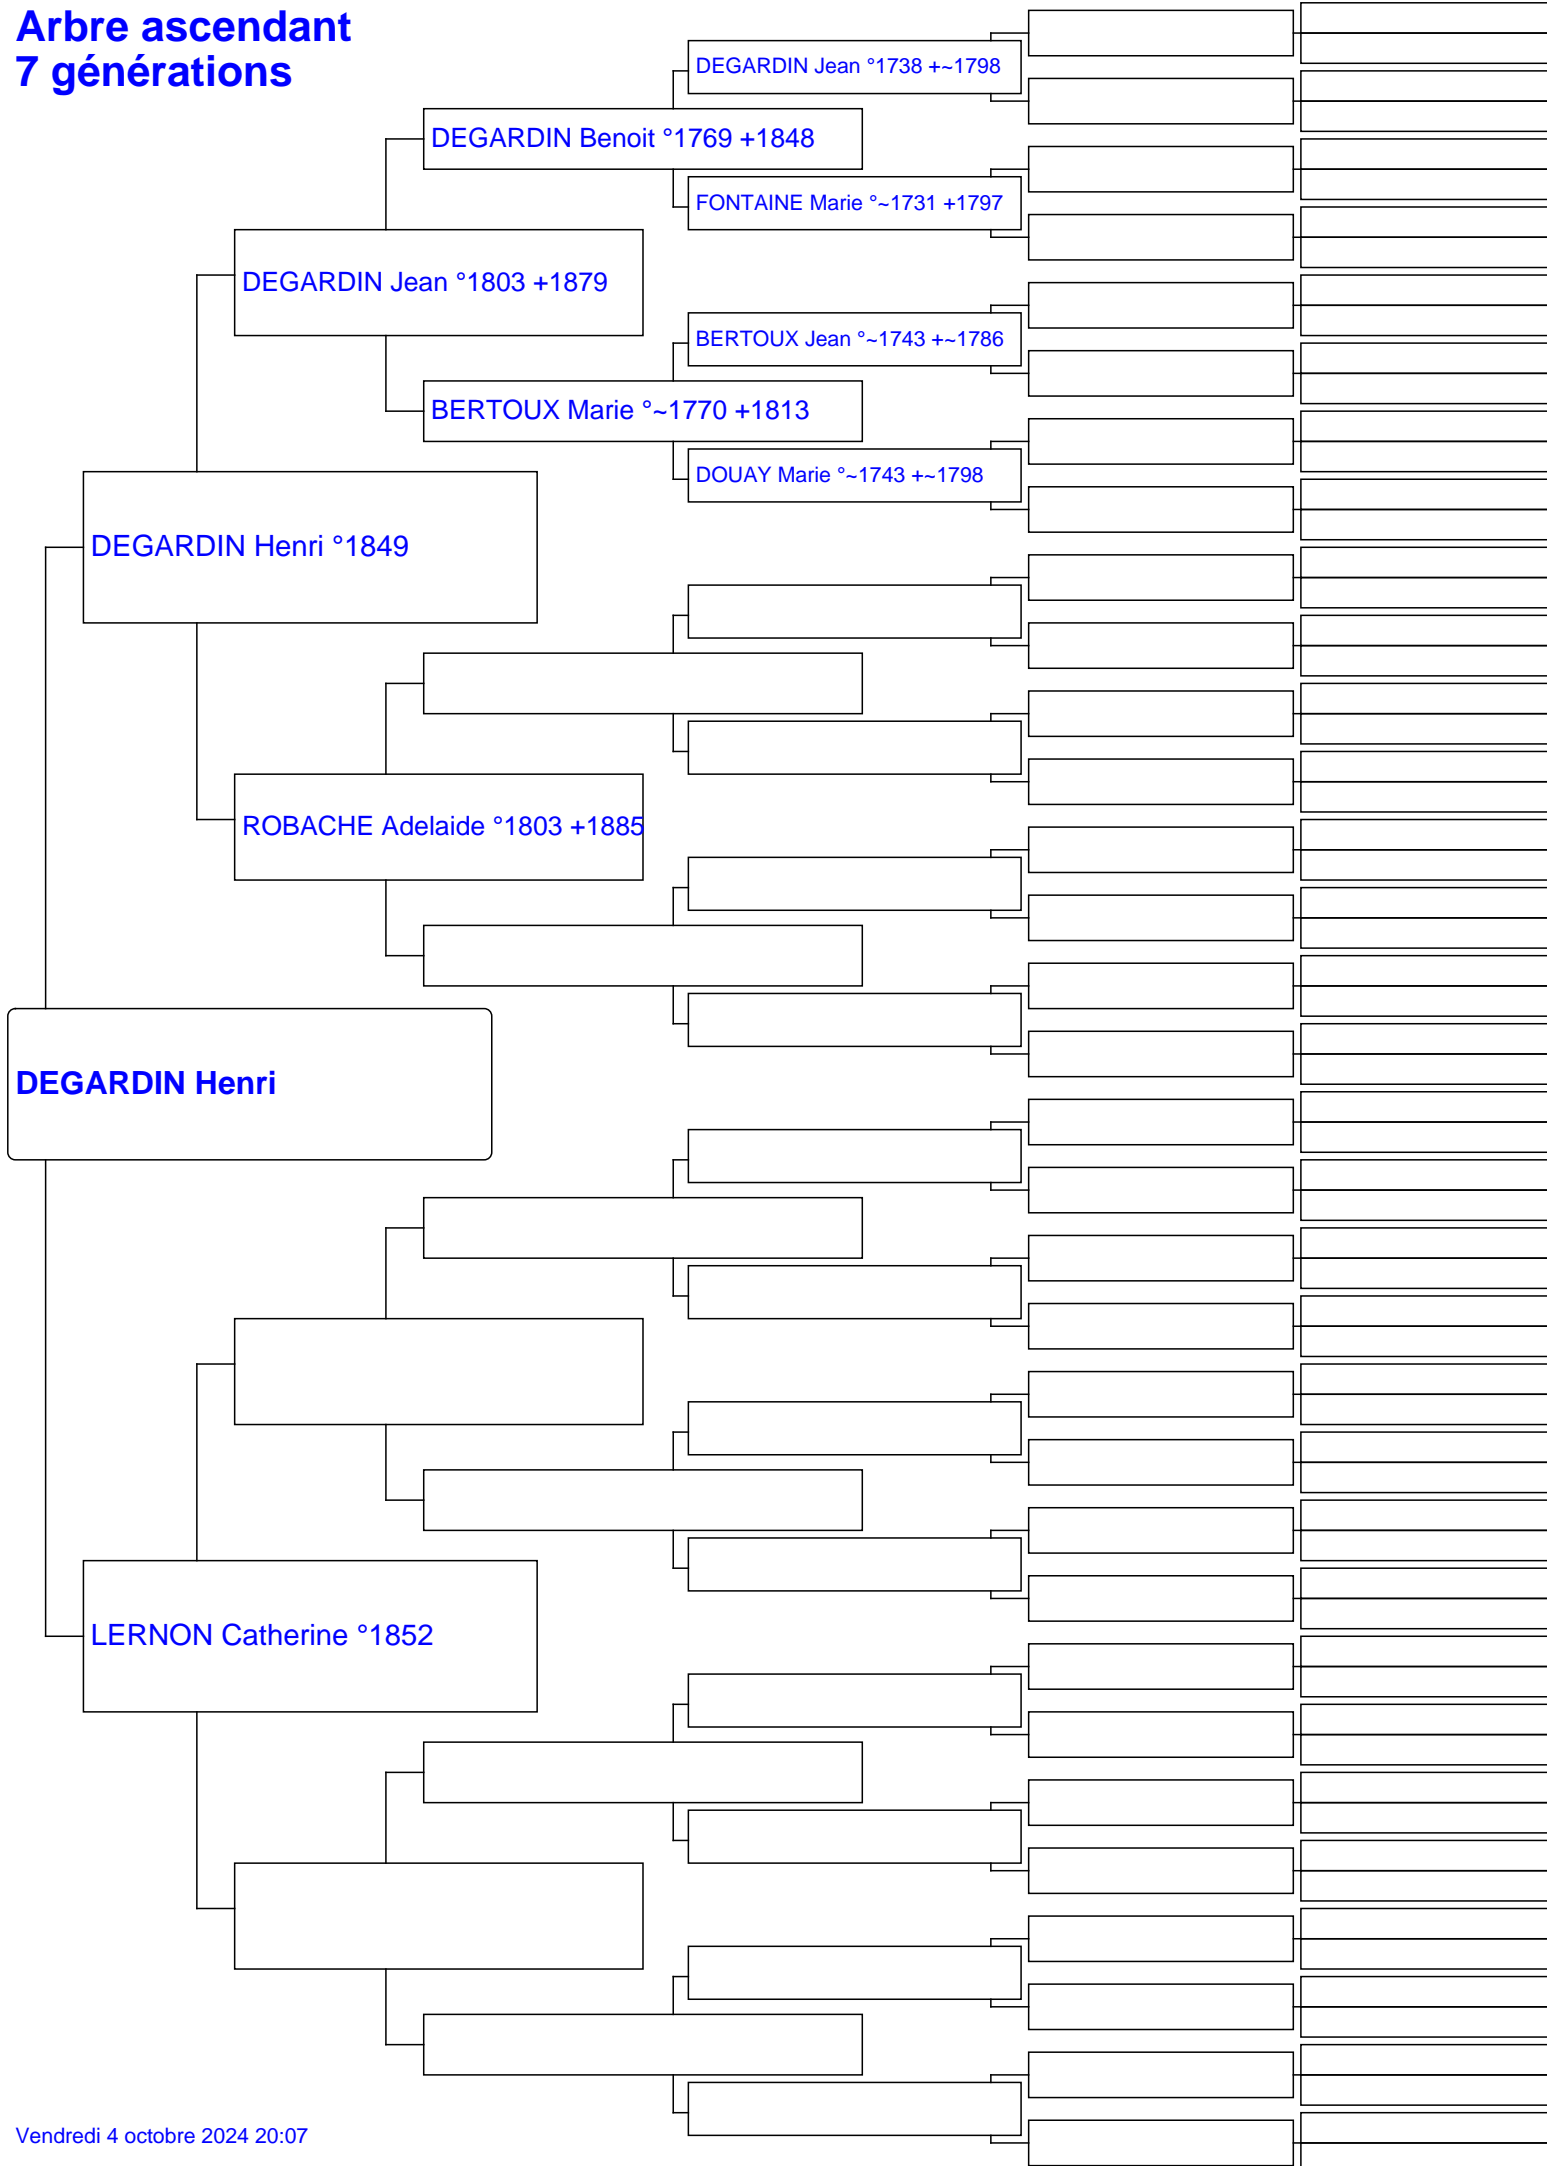 Arbre ascendant
7 générations
DEGARDIN Jean °1738 +~1798
DEGARDIN Benoit °1769 +1848
FONTAINE Marie °~1731 +1797
DEGARDIN Jean °1803 +1879
BERTOUX Jean °~1743 +~1786
BERTOUX Marie °~1770 +1813
DOUAY Marie °~1743 +~1798
DEGARDIN Henri °1849
ROBACHE Adelaide °1803 +1885
DEGARDIN Henri
LERNON Catherine °1852
Vendredi 4 octobre 2024 20:07